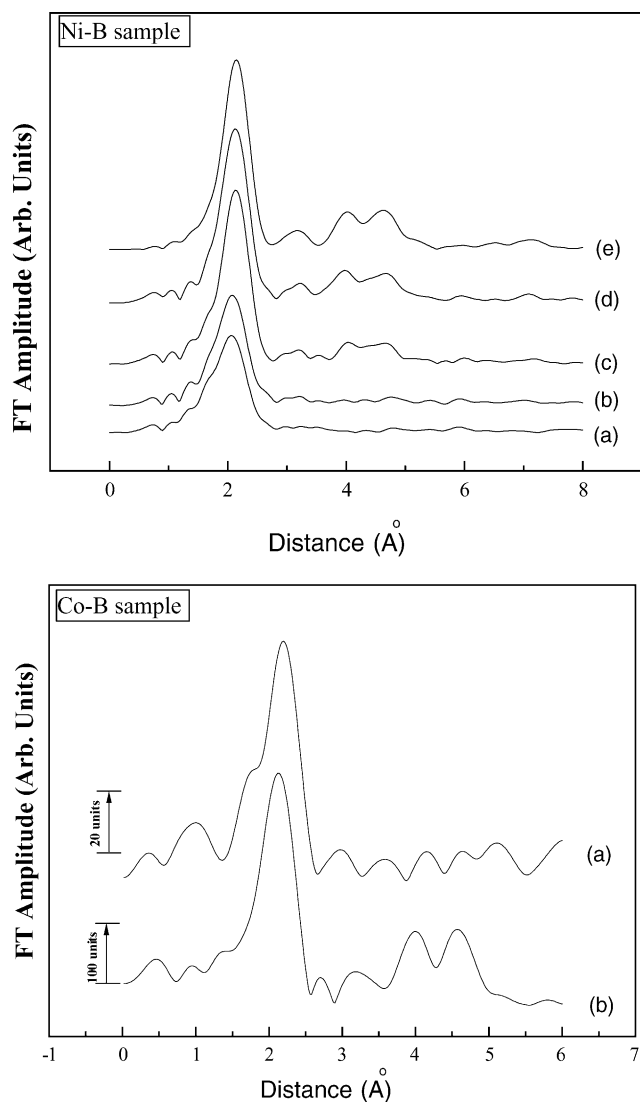 Ni-B sample
FT Amplitude (Arb. Units)
(e)
(d)
(c)
(b)
(a)
0 2 4 6 8
Distance (Å)
Co-B sample
FT Amplitude (Arb. Units)
20 units
(a)
100 units
(b)
-1 0 1 2 3 4 5 6 7
Distance (Å)